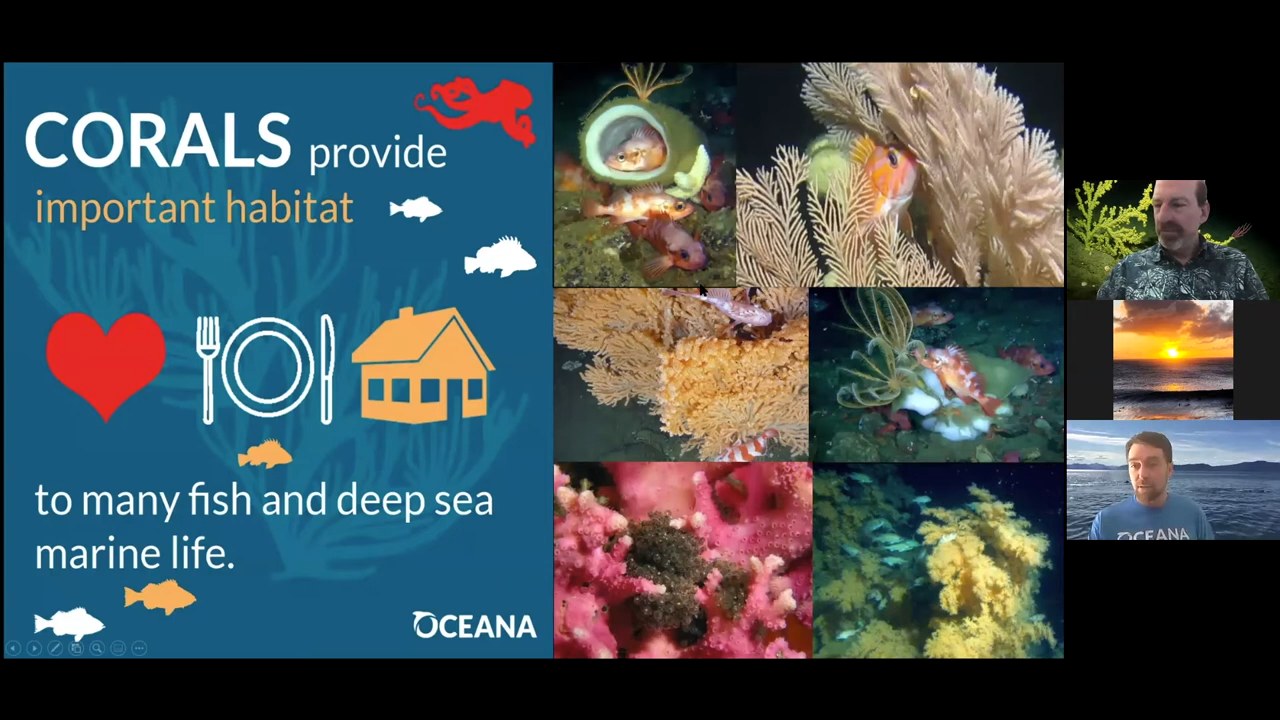 CORALS provide
important habitat
to many fish and deep sea
marine life.
OCEANA
OCEANA